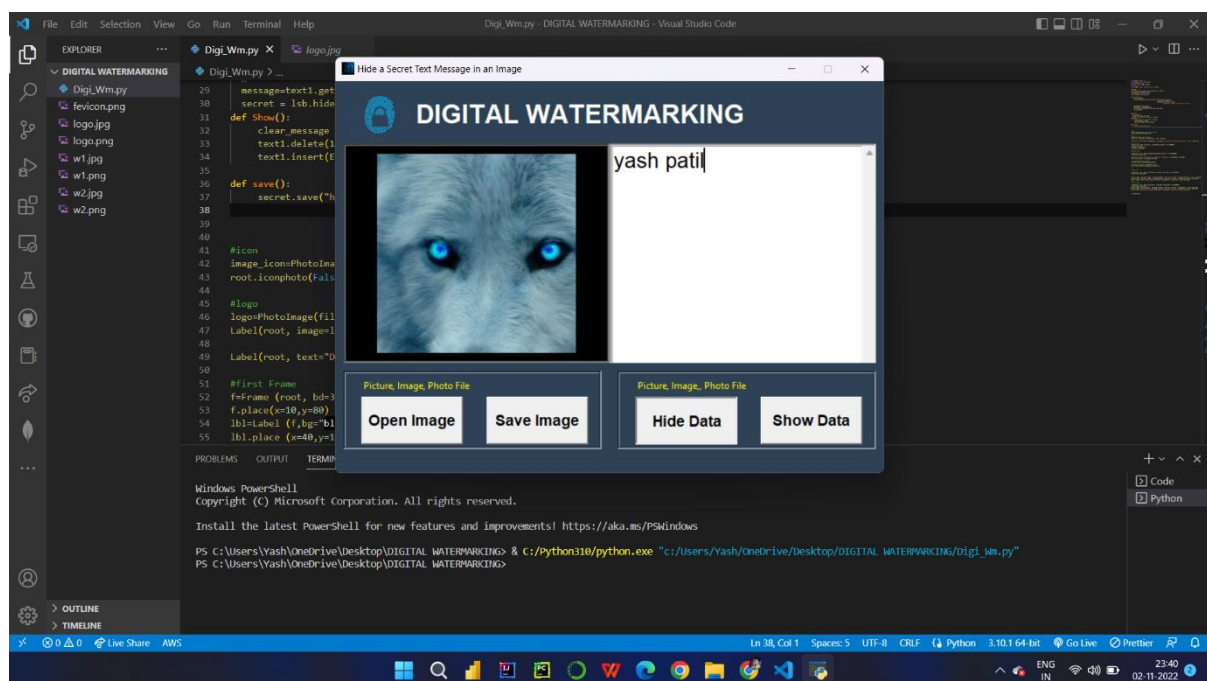 File Edit Selection View Go Run Terminal Help Digi_Wm.py - DIGITAL WATERMARKING - Visual Studio Code
EXPLORER ··· Digi_Wm.py logo.jpg
DIGITAL WATERMARKING
Digi_Wm.py
fevicon.png
logo.jpg
logo.png
w1.jpg
w1.png
w2.jpg
w2.png
Digi_Wm.py > ...
29 message=text1.get
30 secret = lsb.hide
31 def Show():
32 clear_message
33 text1.delete(1
34 text1.insert(E
35
36 def save():
37 secret.save("h
38
39
40
41 #icon
42 image_icon=PhotoIma
43 root.iconphoto(Fals
44
45 #logo
46 logo=PhotoImage(fil
47 Label(root, image=l
48
49 Label(root, text="D
50
51 #first Frame
52 f=Frame (root, bd=3
53 f.place(x=10,y=80)
54 lbl=Label (f,bg="bl
55 lbl.place (x=40,y=1
Hide a Secret Text Message in an Image
DIGITAL WATERMARKING
yash patil
Picture, Image, Photo File
Open Image Save Image
Picture, Image,, Photo File
Hide Data Show Data
PROBLEMS OUTPUT TERMIN
Code
Python
Windows PowerShell
Copyright (C) Microsoft Corporation. All rights reserved.
Install the latest PowerShell for new features and improvements! https://aka.ms/PSWindows
PS C:\Users\Yash\OneDrive\Desktop\DIGITAL WATERMARKING> & C:/Python310/python.exe "c:/Users/Yash/OneDrive/Desktop/DIGITAL WATERMARKING/Digi_Wm.py"
PS C:\Users\Yash\OneDrive\Desktop\DIGITAL WATERMARKING>
OUTLINE
TIMELINE
0 0 Live Share AWS Ln 38, Col 1 Spaces: 5 UTF-8 CRLF Python 3.10.1 64-bit Go Live Prettier
ENG
IN
23:40
02-11-2022
2